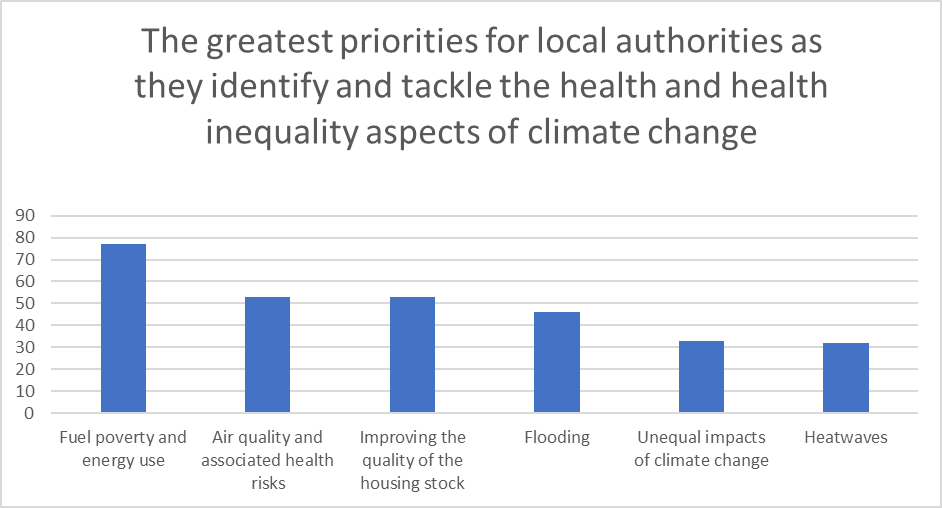 The greatest priorities for local authorities as
they identify and tackle the health and health
inequality aspects of climate change
90
80
70
60
50
40
30
20
10
0
Fuel poverty and
energy use
Air quality and
associated health
risks
Improving the
quality of the
housing stock
Flooding
Unequal impacts
of climate change
Heatwaves